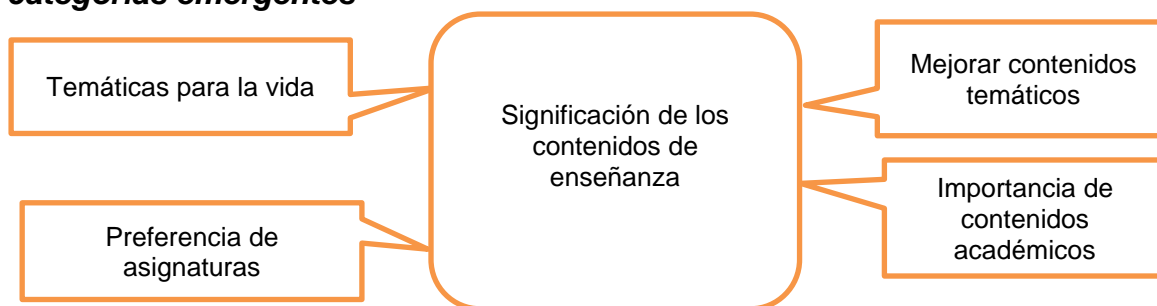 categorías emergentes
Temáticas para la vida
Preferencia de
asignaturas
Significación de los
contenidos de
enseñanza
Mejorar contenidos
temáticos
Importancia de
contenidos
académicos